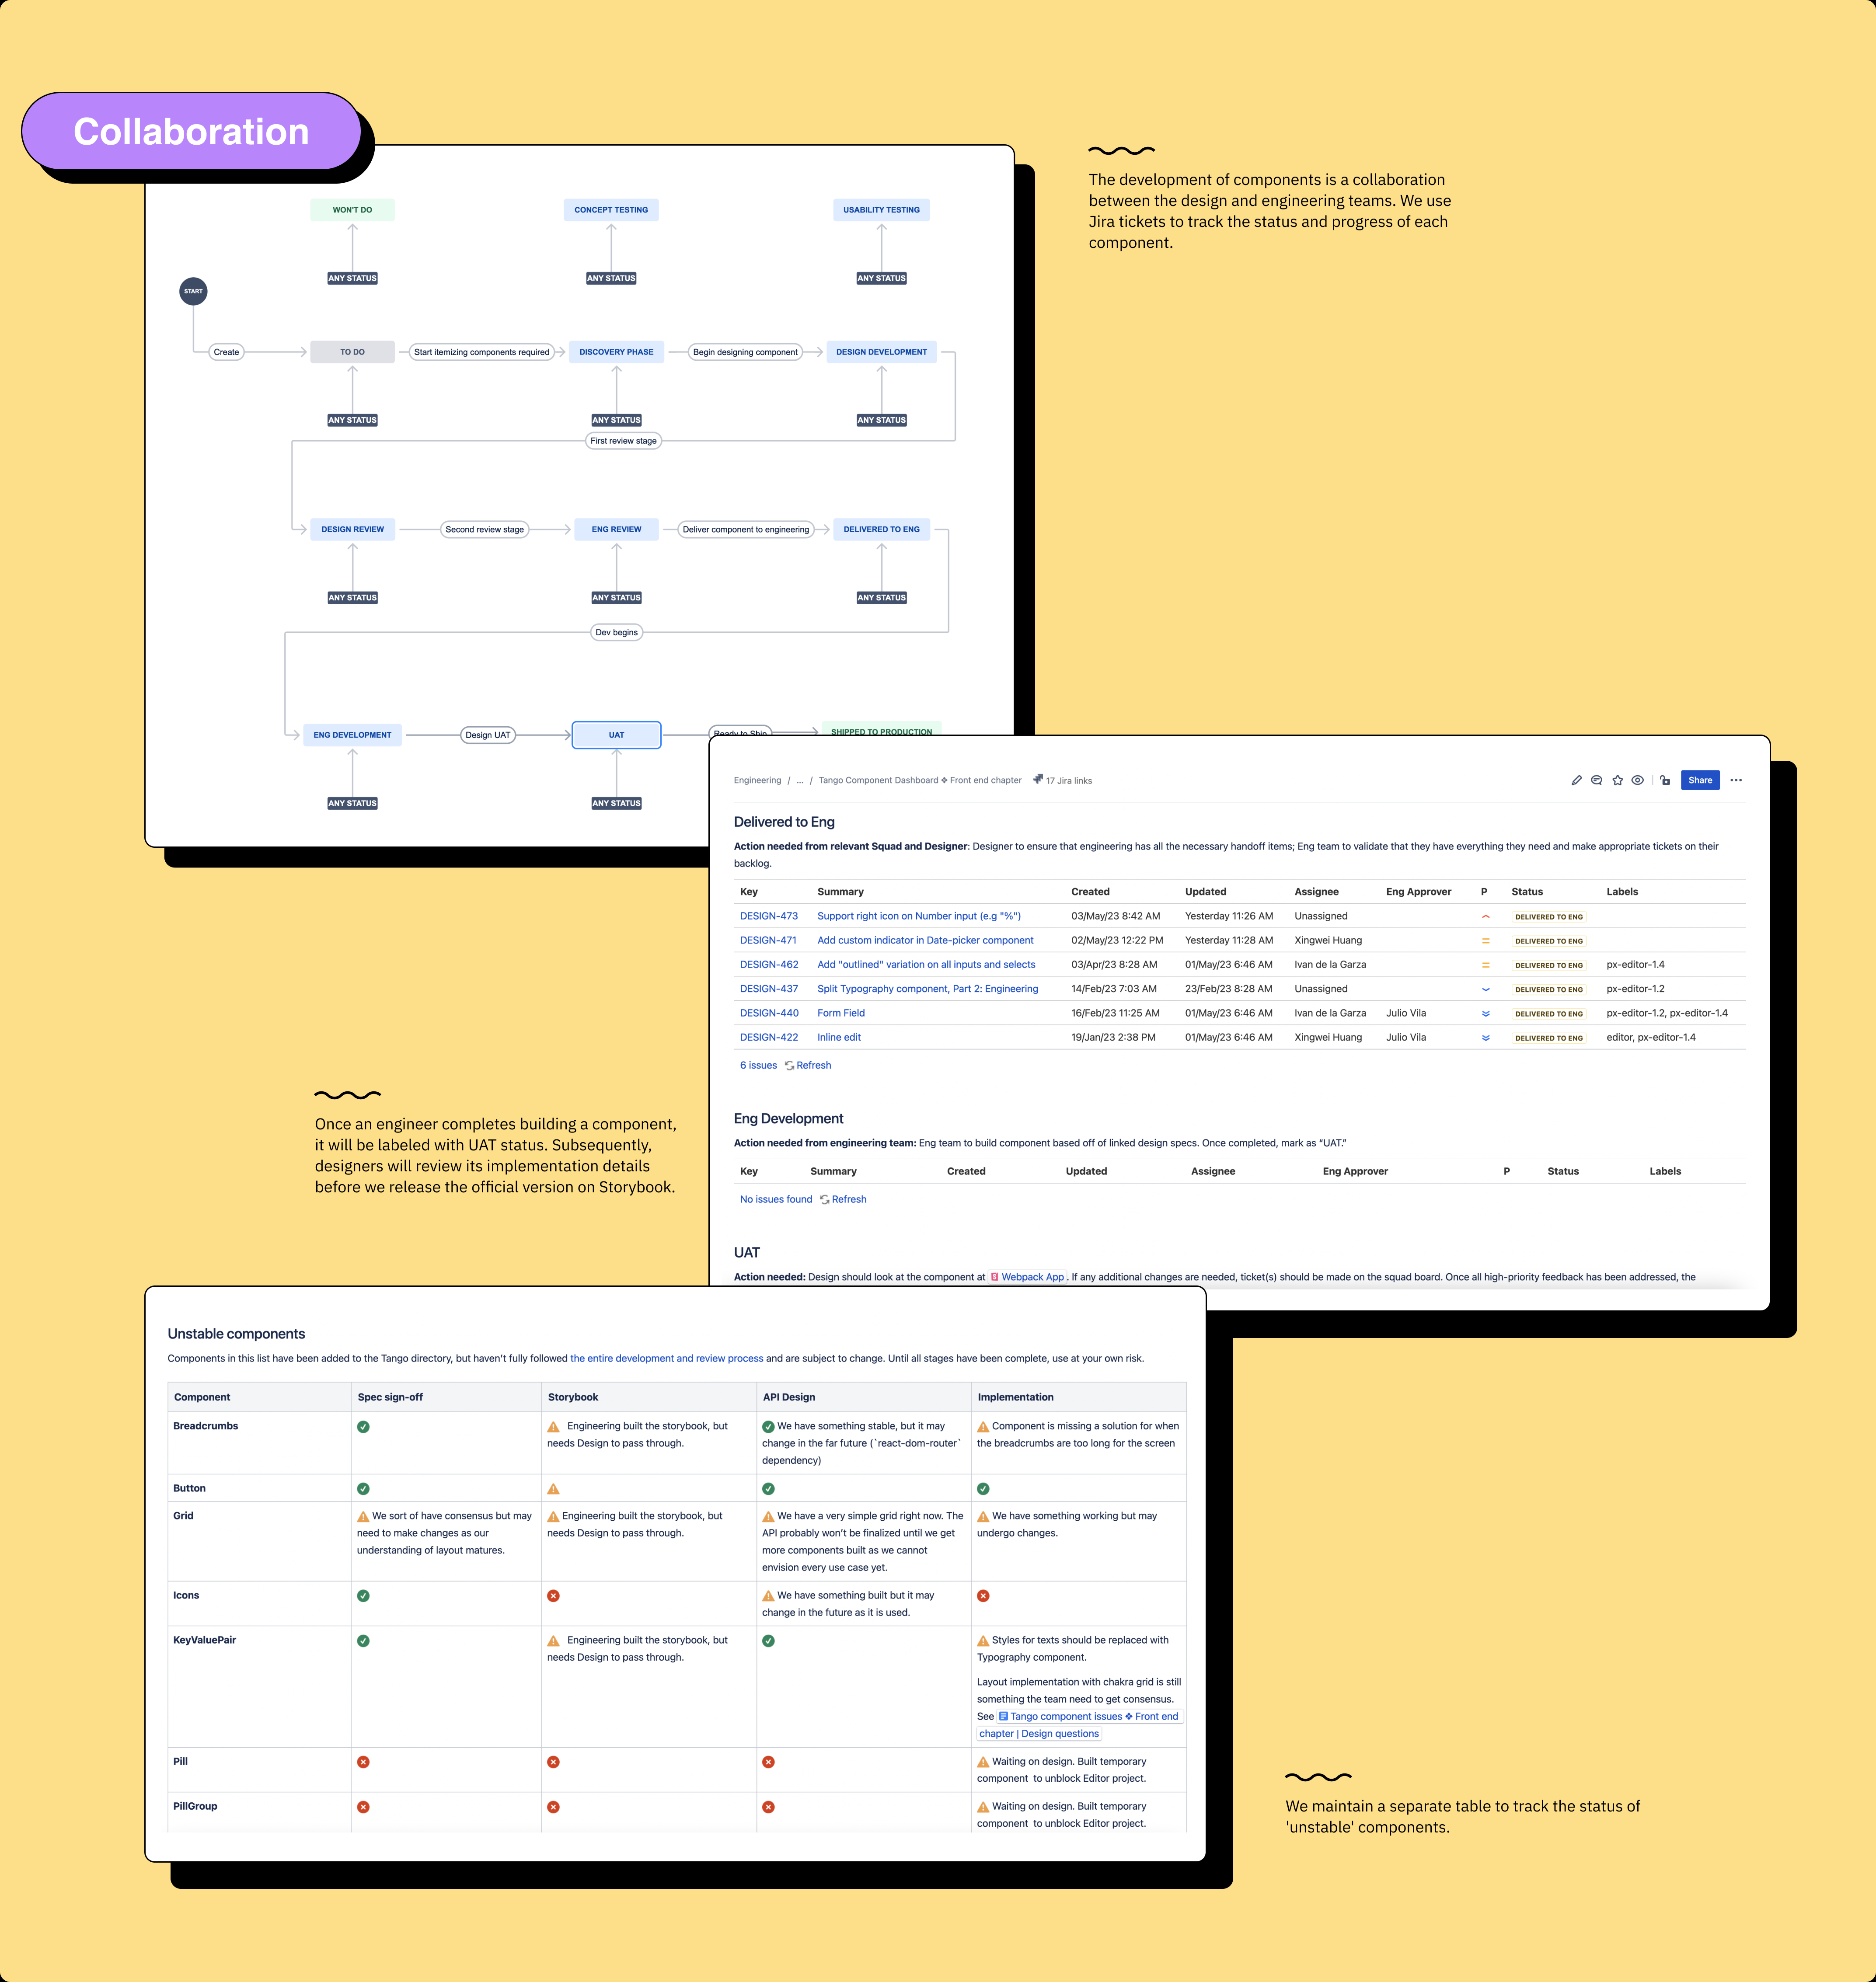 Collaboration
The development of components is a collaboration
between the design and engineering teams. We use
Jira tickets to track the status and progress of each
component.
WON'T DO
CONCEPT TESTING
USABILITY TESTING
ANY STATUS
ANY STATUS
ANY STATUS
START
Create
TO DO
Start itemizing components required
DISCOVERY PHASE
Begin designing component
DESIGN DEVELOPMENT
ANY STATUS
ANY STATUS
ANY STATUS
First review stage
DESIGN REVIEW
Second review stage
ENG REVIEW
Deliver component to engineering
DELIVERED TO ENG
ANY STATUS
ANY STATUS
ANY STATUS
Dev begins
ENG DEVELOPMENT
Design UAT
UAT
Ready to Ship
SHIPPED TO PRODUCTION
ANY STATUS
ANY STATUS
Engineering / ... / Tango Component Dashboard ❖ Front end chapter 17 Jira links
Share
Delivered to Eng
Action needed from relevant Squad and Designer: Designer to ensure that engineering has all the necessary handoff items; Eng team to validate that they have everything they need and make appropriate tickets on their
backlog.
Key Summary Created Updated Assignee Eng Approver P Status Labels
DESIGN-473 Support right icon on Number input (e.g "%") 03/May/23 8:42 AM Yesterday 11:26 AM Unassigned DELIVERED TO ENG
DESIGN-471 Add custom indicator in Date-picker component 02/May/23 12:22 PM Yesterday 11:28 AM Xingwei Huang DELIVERED TO ENG
DESIGN-462 Add "outlined" variation on all inputs and selects 03/Apr/23 8:28 AM 01/May/23 6:46 AM Ivan de la Garza DELIVERED TO ENG px-editor-1.4
DESIGN-437 Split Typography component, Part 2: Engineering 14/Feb/23 7:03 AM 23/Feb/23 8:28 AM Unassigned DELIVERED TO ENG px-editor-1.2
DESIGN-440 Form Field 16/Feb/23 11:25 AM 01/May/23 6:46 AM Ivan de la Garza Julio Vila DELIVERED TO ENG px-editor-1.2, px-editor-1.4
DESIGN-422 Inline edit 19/Jan/23 2:38 PM 01/May/23 6:46 AM Xingwei Huang Julio Vila DELIVERED TO ENG editor, px-editor-1.4
6 issues Refresh
Eng Development
Action needed from engineering team: Eng team to build component based off of linked design specs. Once completed, mark as “UAT.”
Key Summary Created Updated Assignee Eng Approver P Status Labels
No issues found Refresh
UAT
Action needed: Design should look at the component at Webpack App . If any additional changes are needed, ticket(s) should be made on the squad board. Once all high-priority feedback has been addressed, the
Once an engineer completes building a component,
it will be labeled with UAT status. Subsequently,
designers will review its implementation details
before we release the official version on Storybook.
Unstable components
Components in this list have been added to the Tango directory, but haven’t fully followed the entire development and review process and are subject to change. Until all stages have been complete, use at your own risk.
Component Spec sign-off Storybook API Design Implementation
Breadcrumbs
Engineering built the storybook, but
needs Design to pass through.
We have something stable, but it may
change in the far future (`react-dom-router`
dependency)
Component is missing a solution for when
the breadcrumbs are too long for the screen
Button
Grid
We sort of have consensus but may
need to make changes as our
understanding of layout matures.
Engineering built the storybook, but
needs Design to pass through.
We have a very simple grid right now. The
API probably won’t be finalized until we get
more components built as we cannot
envision every use case yet.
We have something working but may
undergo changes.
Icons
We have something built but it may
change in the future as it is used.
KeyValuePair
Engineering built the storybook, but
needs Design to pass through.
Styles for texts should be replaced with
Typography component.
Layout implementation with chakra grid is still
something the team need to get consensus.
See Tango component issues ❖ Front end
chapter | Design questions
Pill
Waiting on design. Built temporary
component to unblock Editor project.
PillGroup
Waiting on design. Built temporary
component to unblock Editor project.
We maintain a separate table to track the status of
'unstable' components.